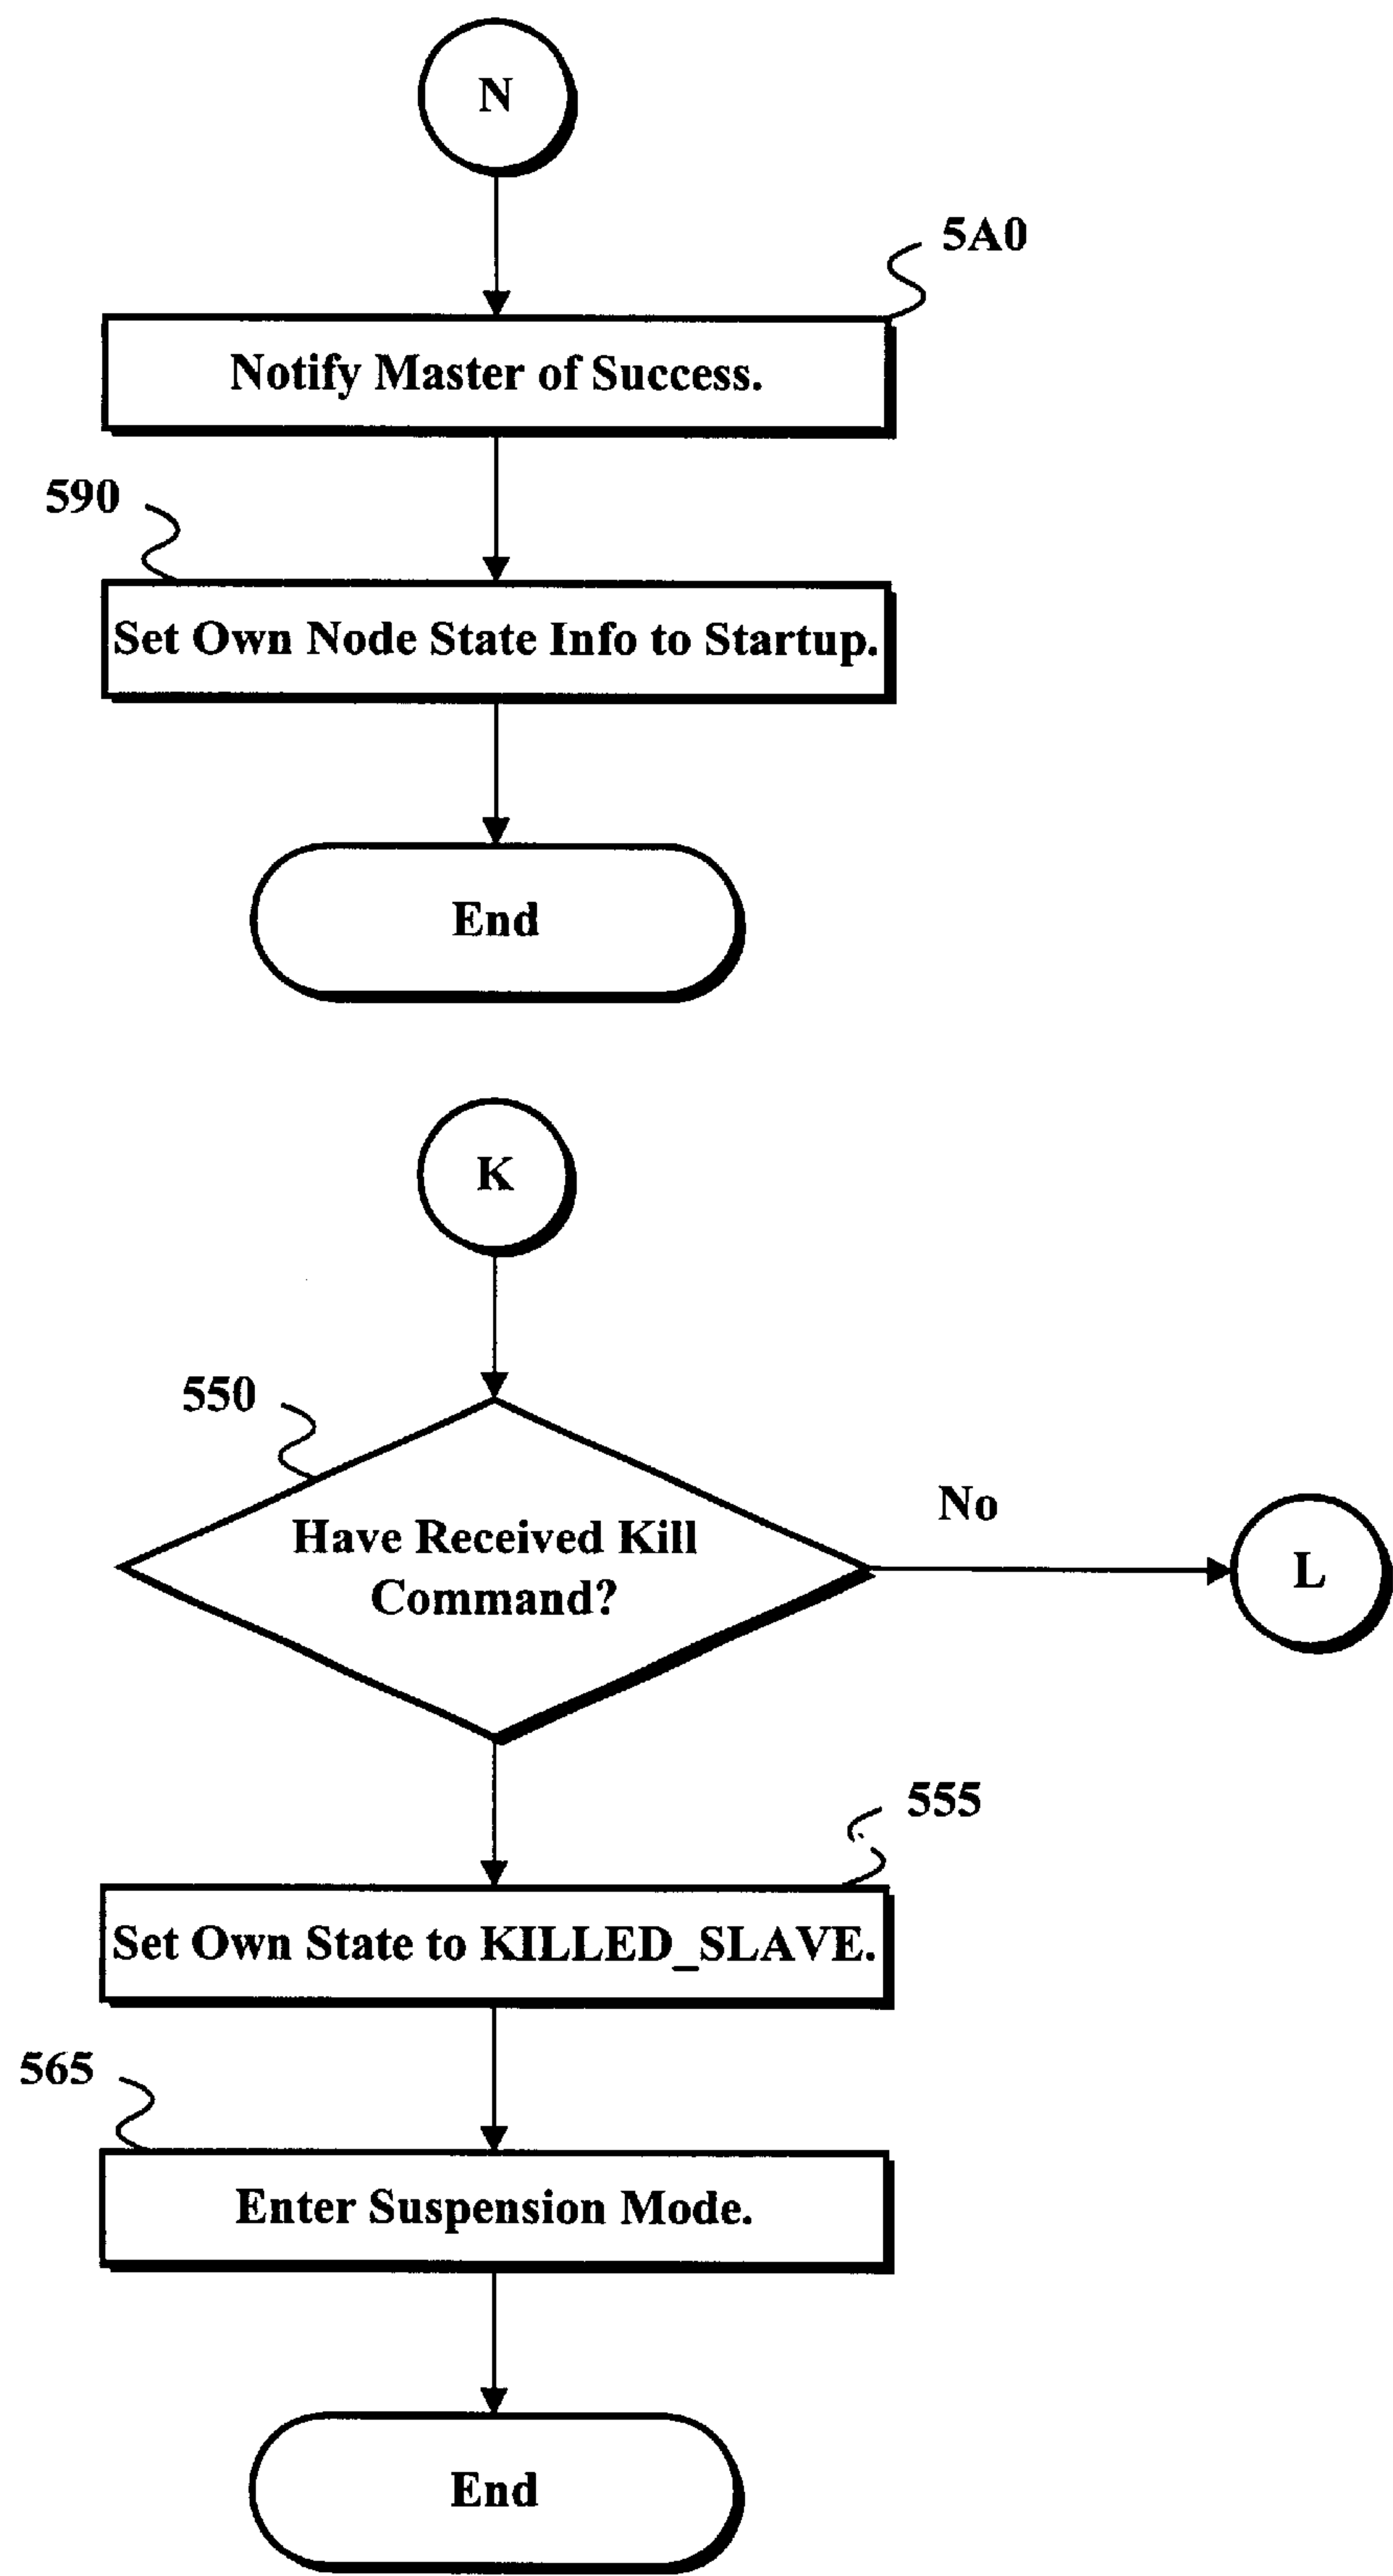 N
5A0
Notify Master of Success.
590
Set Own Node State Info to Startup.
End
K
550
Have Received Kill
Command?
No
L
555
Set Own State to KILLED_SLAVE.
565
Enter Suspension Mode.
End